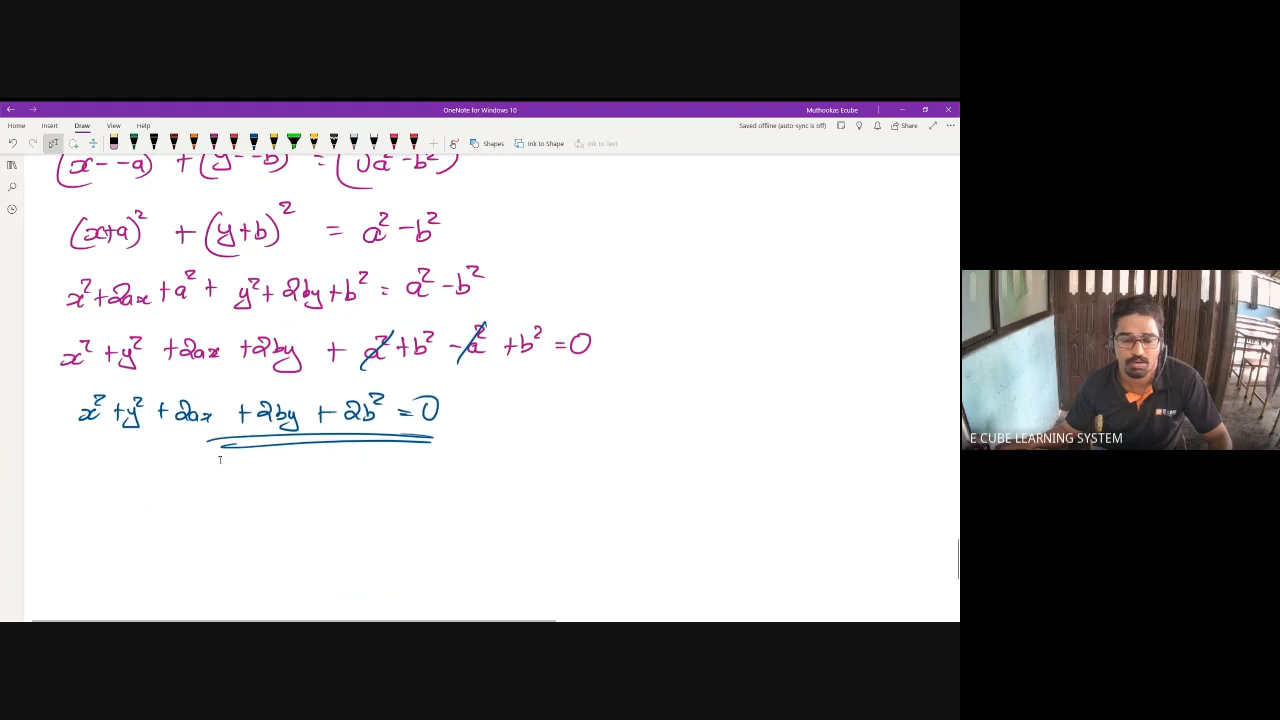 OneNote for Windows 10
Muthookas Ecube
Home Insert Draw View Help
Saved offline (auto-sync is off)
Share
Shapes
Ink to Shape
Ink to Text
(x--a) + (y--b) = (√a²-b²)
(x+a)² + (y+b)² = a²-b²
x²+2ax+a²+ y²+2by+b² = a²-b²
x²+y² +2ax +2by + a²+b² -a² +b² =0
x²+y²+2ax +2by +2b² =0
E CUBE LEARNING SYSTEM